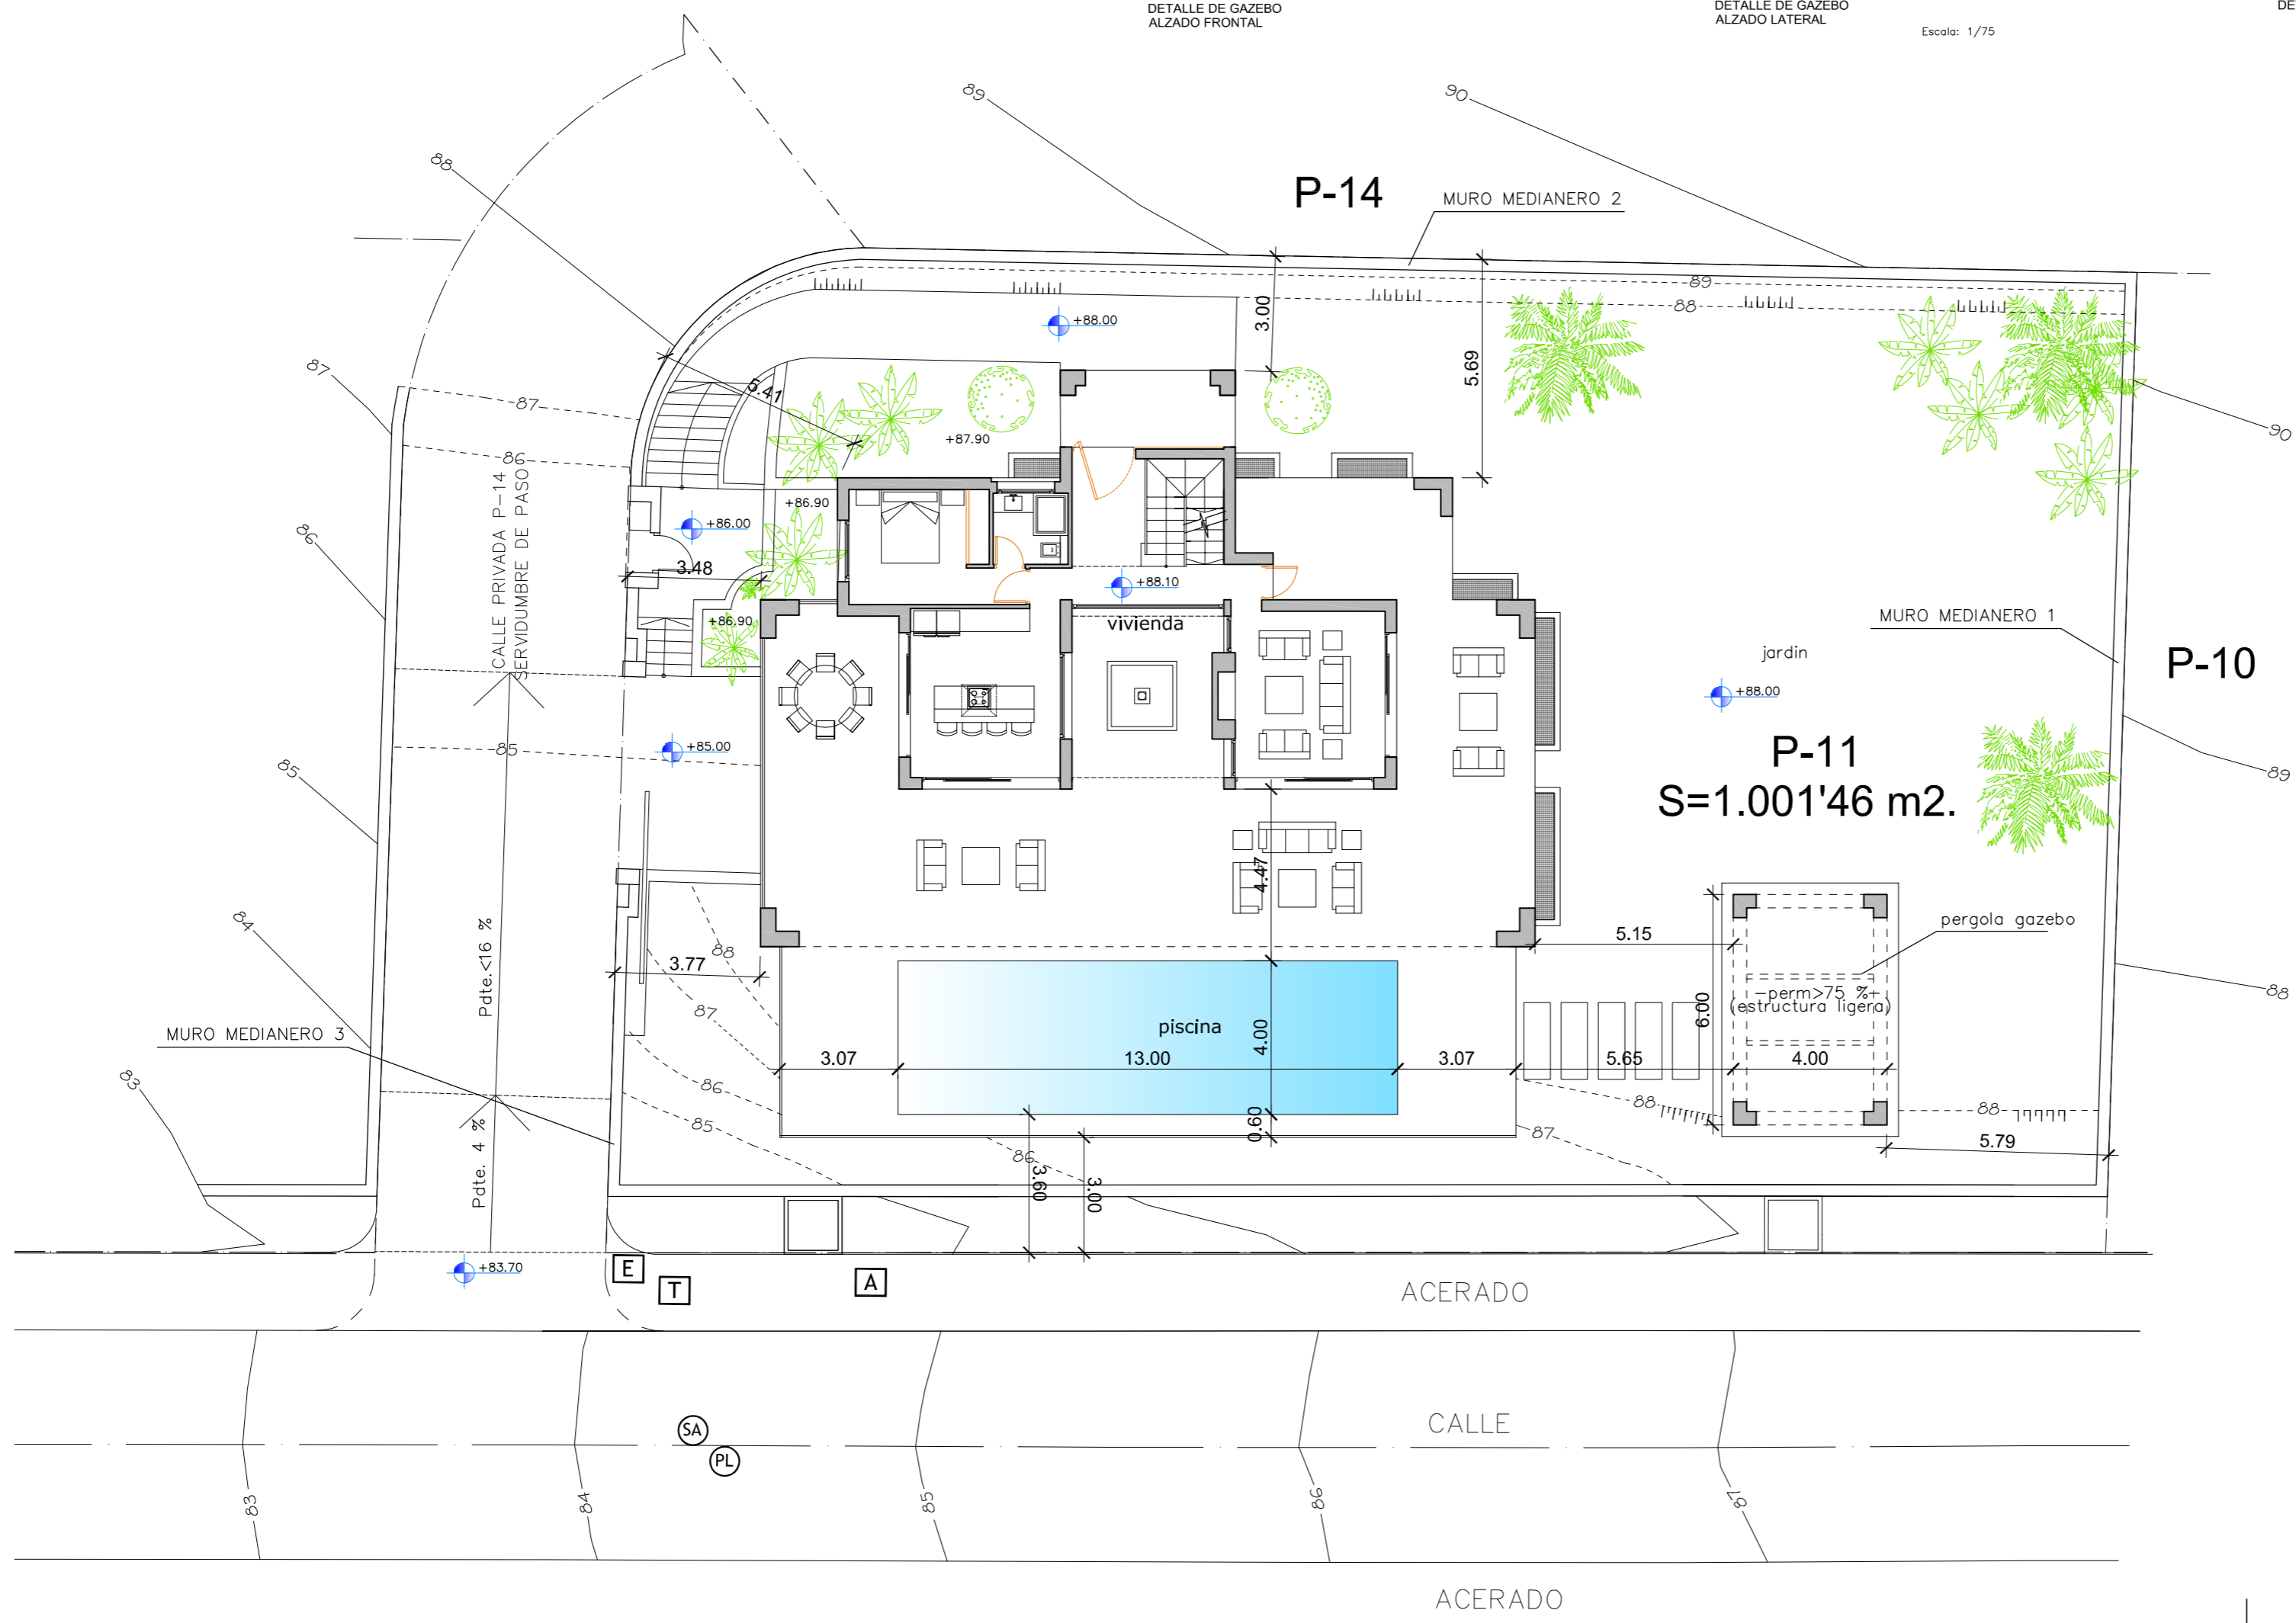 DETALLE DE GAZEBO
ALZADO FRONTAL
DETALLE DE GAZEBO
ALZADO LATERAL
Escala: 1/75
DE
89
90
88
P-14
MURO MEDIANERO 2
89
88
+88.00
3.00
5.69
87
87
5.41
+87.90
90
86
CALLE PRIVADA P-14
SERVIDUMBRE DE PASO
86
+86.00
+86.90
3.48
+88.10
+86.90
vivienda
MURO MEDIANERO 1
jardin
P-10
+88.00
85
85
+85.00
P-11
S=1.001'46 m2.
89
4.47
84
Pdte.<16 %
88
3.77
5.15
pergola gazebo
88
-perm>75 %+
(estructura ligera)
6.00
87
MURO MEDIANERO 3
piscina
4.00
3.07
13.00
3.07
5.65
4.00
83
86
88
88
Pdte. 4 %
85
0.60
87
5.79
86
3.60
3.00
+83.70
E
T
A
ACERADO
SA
PL
CALLE
83
84
85
86
87
ACERADO